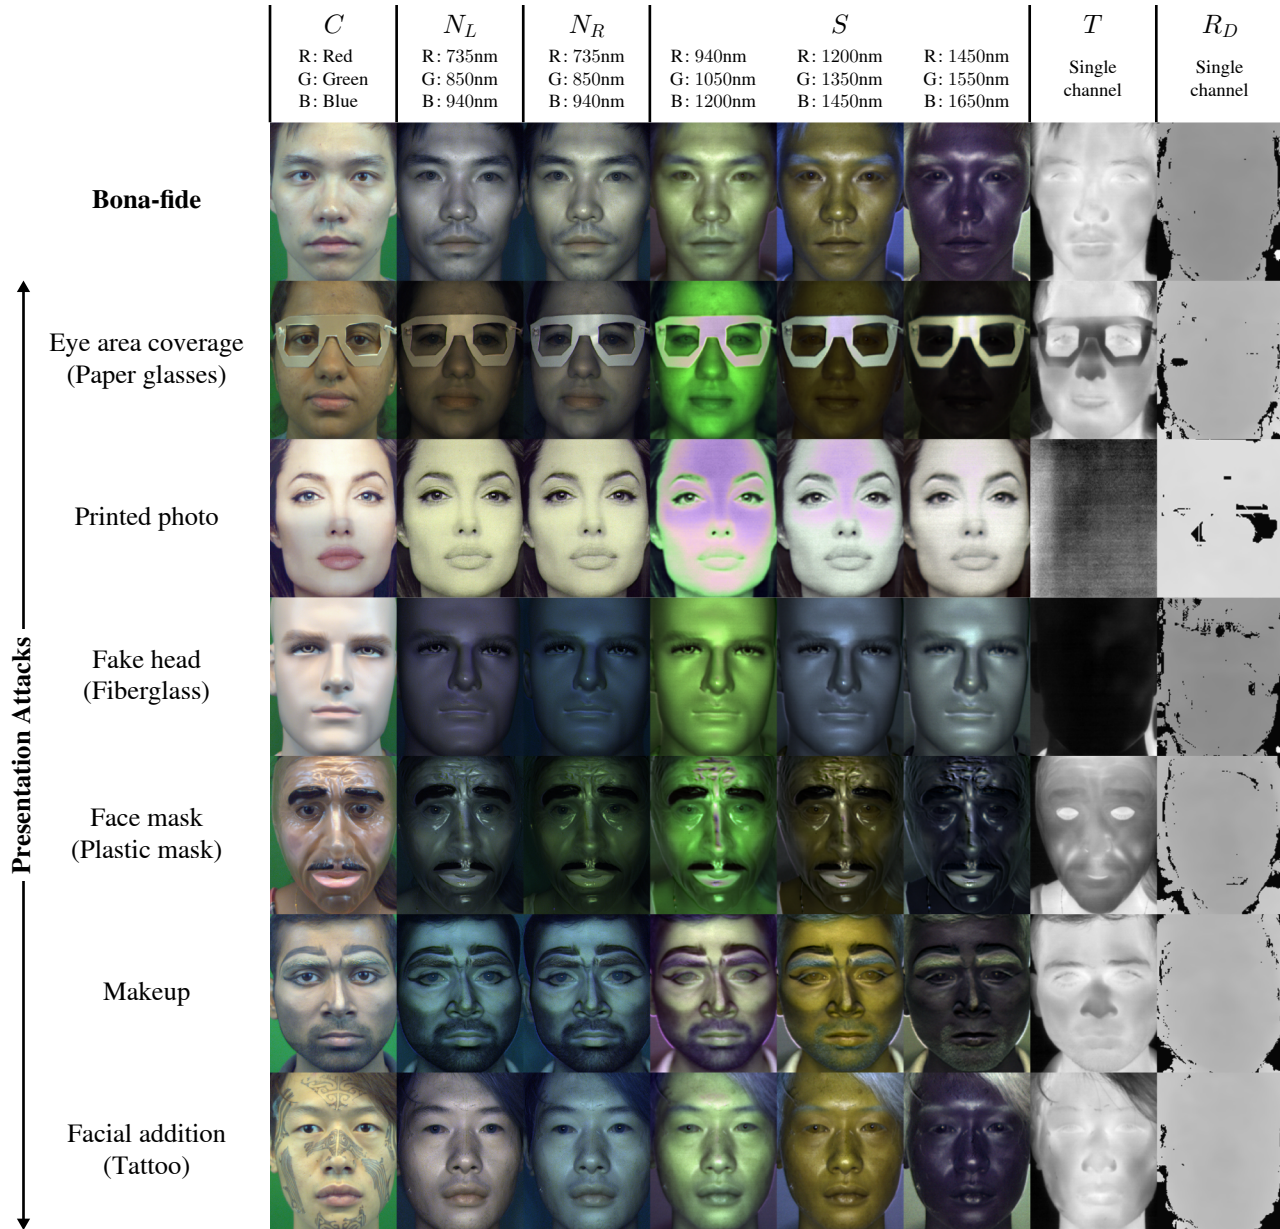 C
N_L
N_R
S
T
R_D
R: Red
G: Green
B: Blue
R: 735nm
G: 850nm
B: 940nm
R: 735nm
G: 850nm
B: 940nm
R: 940nm
G: 1050nm
B: 1200nm
R: 1200nm
G: 1350nm
B: 1450nm
R: 1450nm
G: 1550nm
B: 1650nm
Single
channel
Single
channel
Bona-fide
Presentation Attacks
Eye area coverage
(Paper glasses)
Printed photo
Fake head
(Fiberglass)
Face mask
(Plastic mask)
Makeup
Facial addition
(Tattoo)